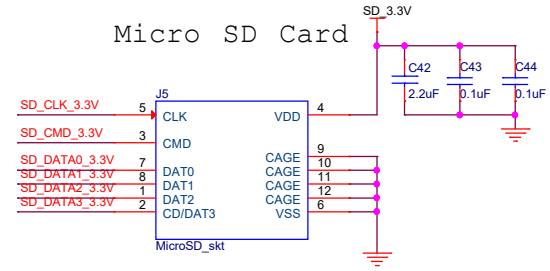 SD_3.3V
Micro SD Card
J5
C42
C43
C44
2.2uF
0.1uF
0.1uF
SD_CLK_3.3V 5 CLK VDD 4
SD_CMD_3.3V 3 CMD
CAGE 9
SD_DATA0_3.3V 7 DAT0 CAGE 10
SD_DATA1_3.3V 8 DAT1 CAGE 11
SD_DATA2_3.3V 1 DAT2 CAGE 12
SD_DATA3_3.3V 2 CD/DAT3 VSS 6
MicroSD_skt